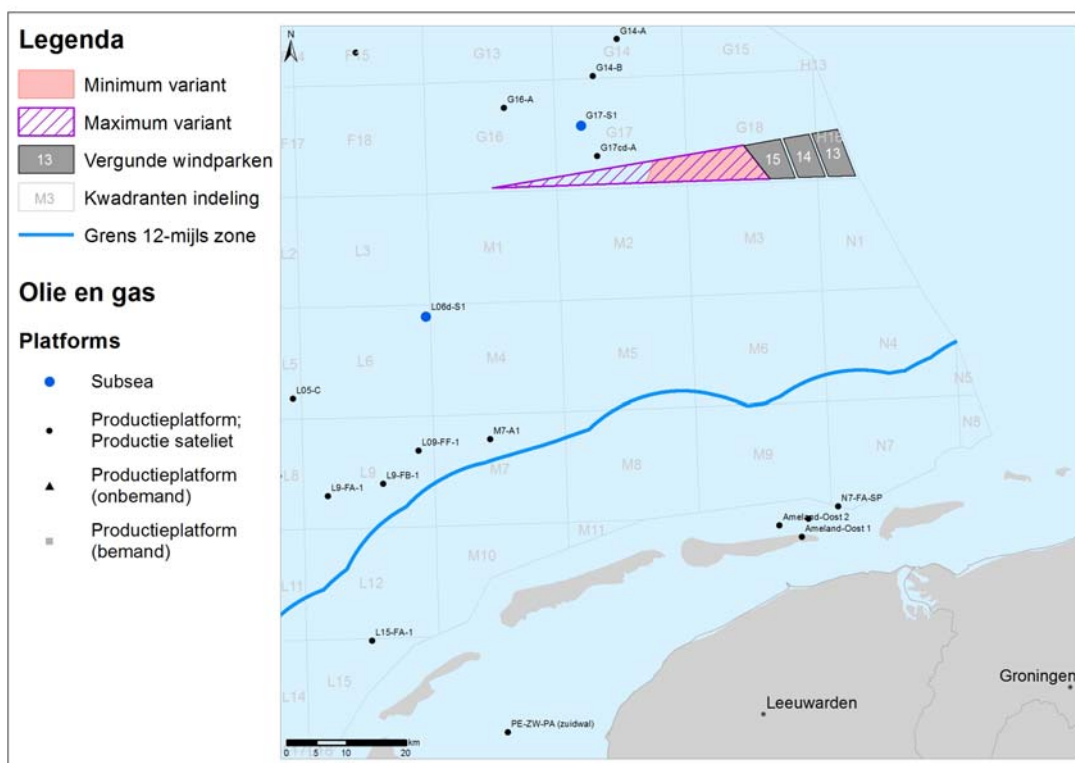 Legenda
Minimum variant
Maximum variant
13 Vergunde windparken
M3 Kwadranten indeling
Grens 12-mijls zone
Olie en gas
Platforms
Subsea
Productieplatform;
Productie sateliet
Productieplatform
(onbemand)
Productieplatform
(bemand)
N
G14-A
F15 G13 G14 G15
G14-B
H13
G16-A
G17-S1
F17 F18 G16 G17 G18
G17cd-A
15 14 13
L2 L3 M1 M2 M3 N1
L06d-S1
L5 L6 M4 M5 M6 N4
N5
L05-C
M7-A1
L09-FF-1
N8
L8 L9 M7 M8 M9 N7
L9-FB-1
L9-FA-1
N7-FA-SP
Ameland-Oost 2
Ameland-Oost 1
M11
M10
L11 L12
L15-FA-1
L14 L15
Groningen
Leeuwarden
PE-ZW-PA (zuidwal)
km
0 5 10 20